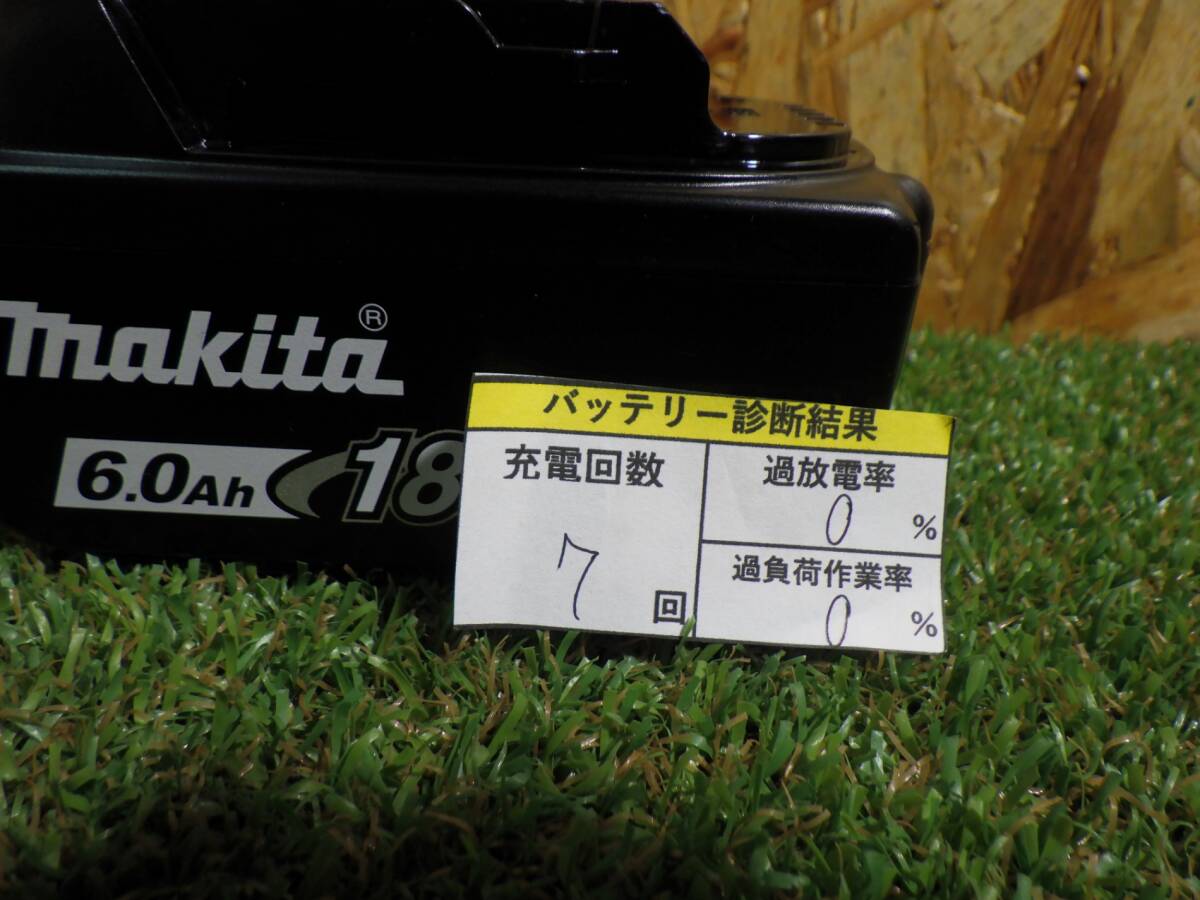 makita®
6.0Ah 18
バッテリー診断結果
充電回数
7 回
過放電率
0 %
過負荷作業率
0 %